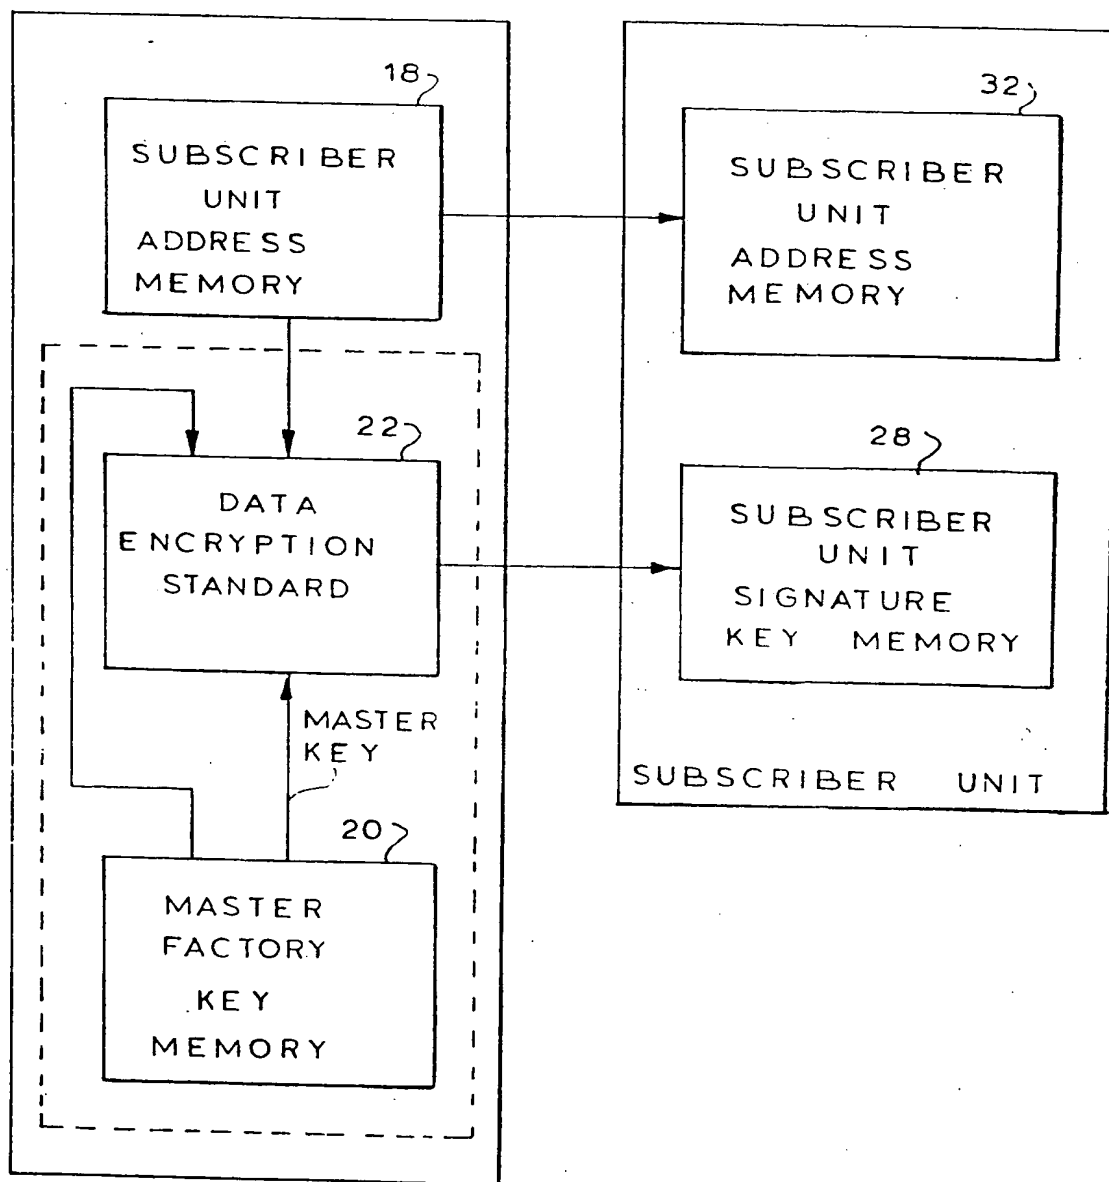 18
SUBSCRIBER
UNIT
ADDRESS
MEMORY
32
SUBSCRIBER
UNIT
ADDRESS
MEMORY
22
DATA
ENCRYPTION
STANDARD
28
SUBSCRIBER
UNIT
SIGNATURE
KEY MEMORY
MASTER
KEY
SUBSCRIBER UNIT
20
MASTER
FACTORY
KEY
MEMORY